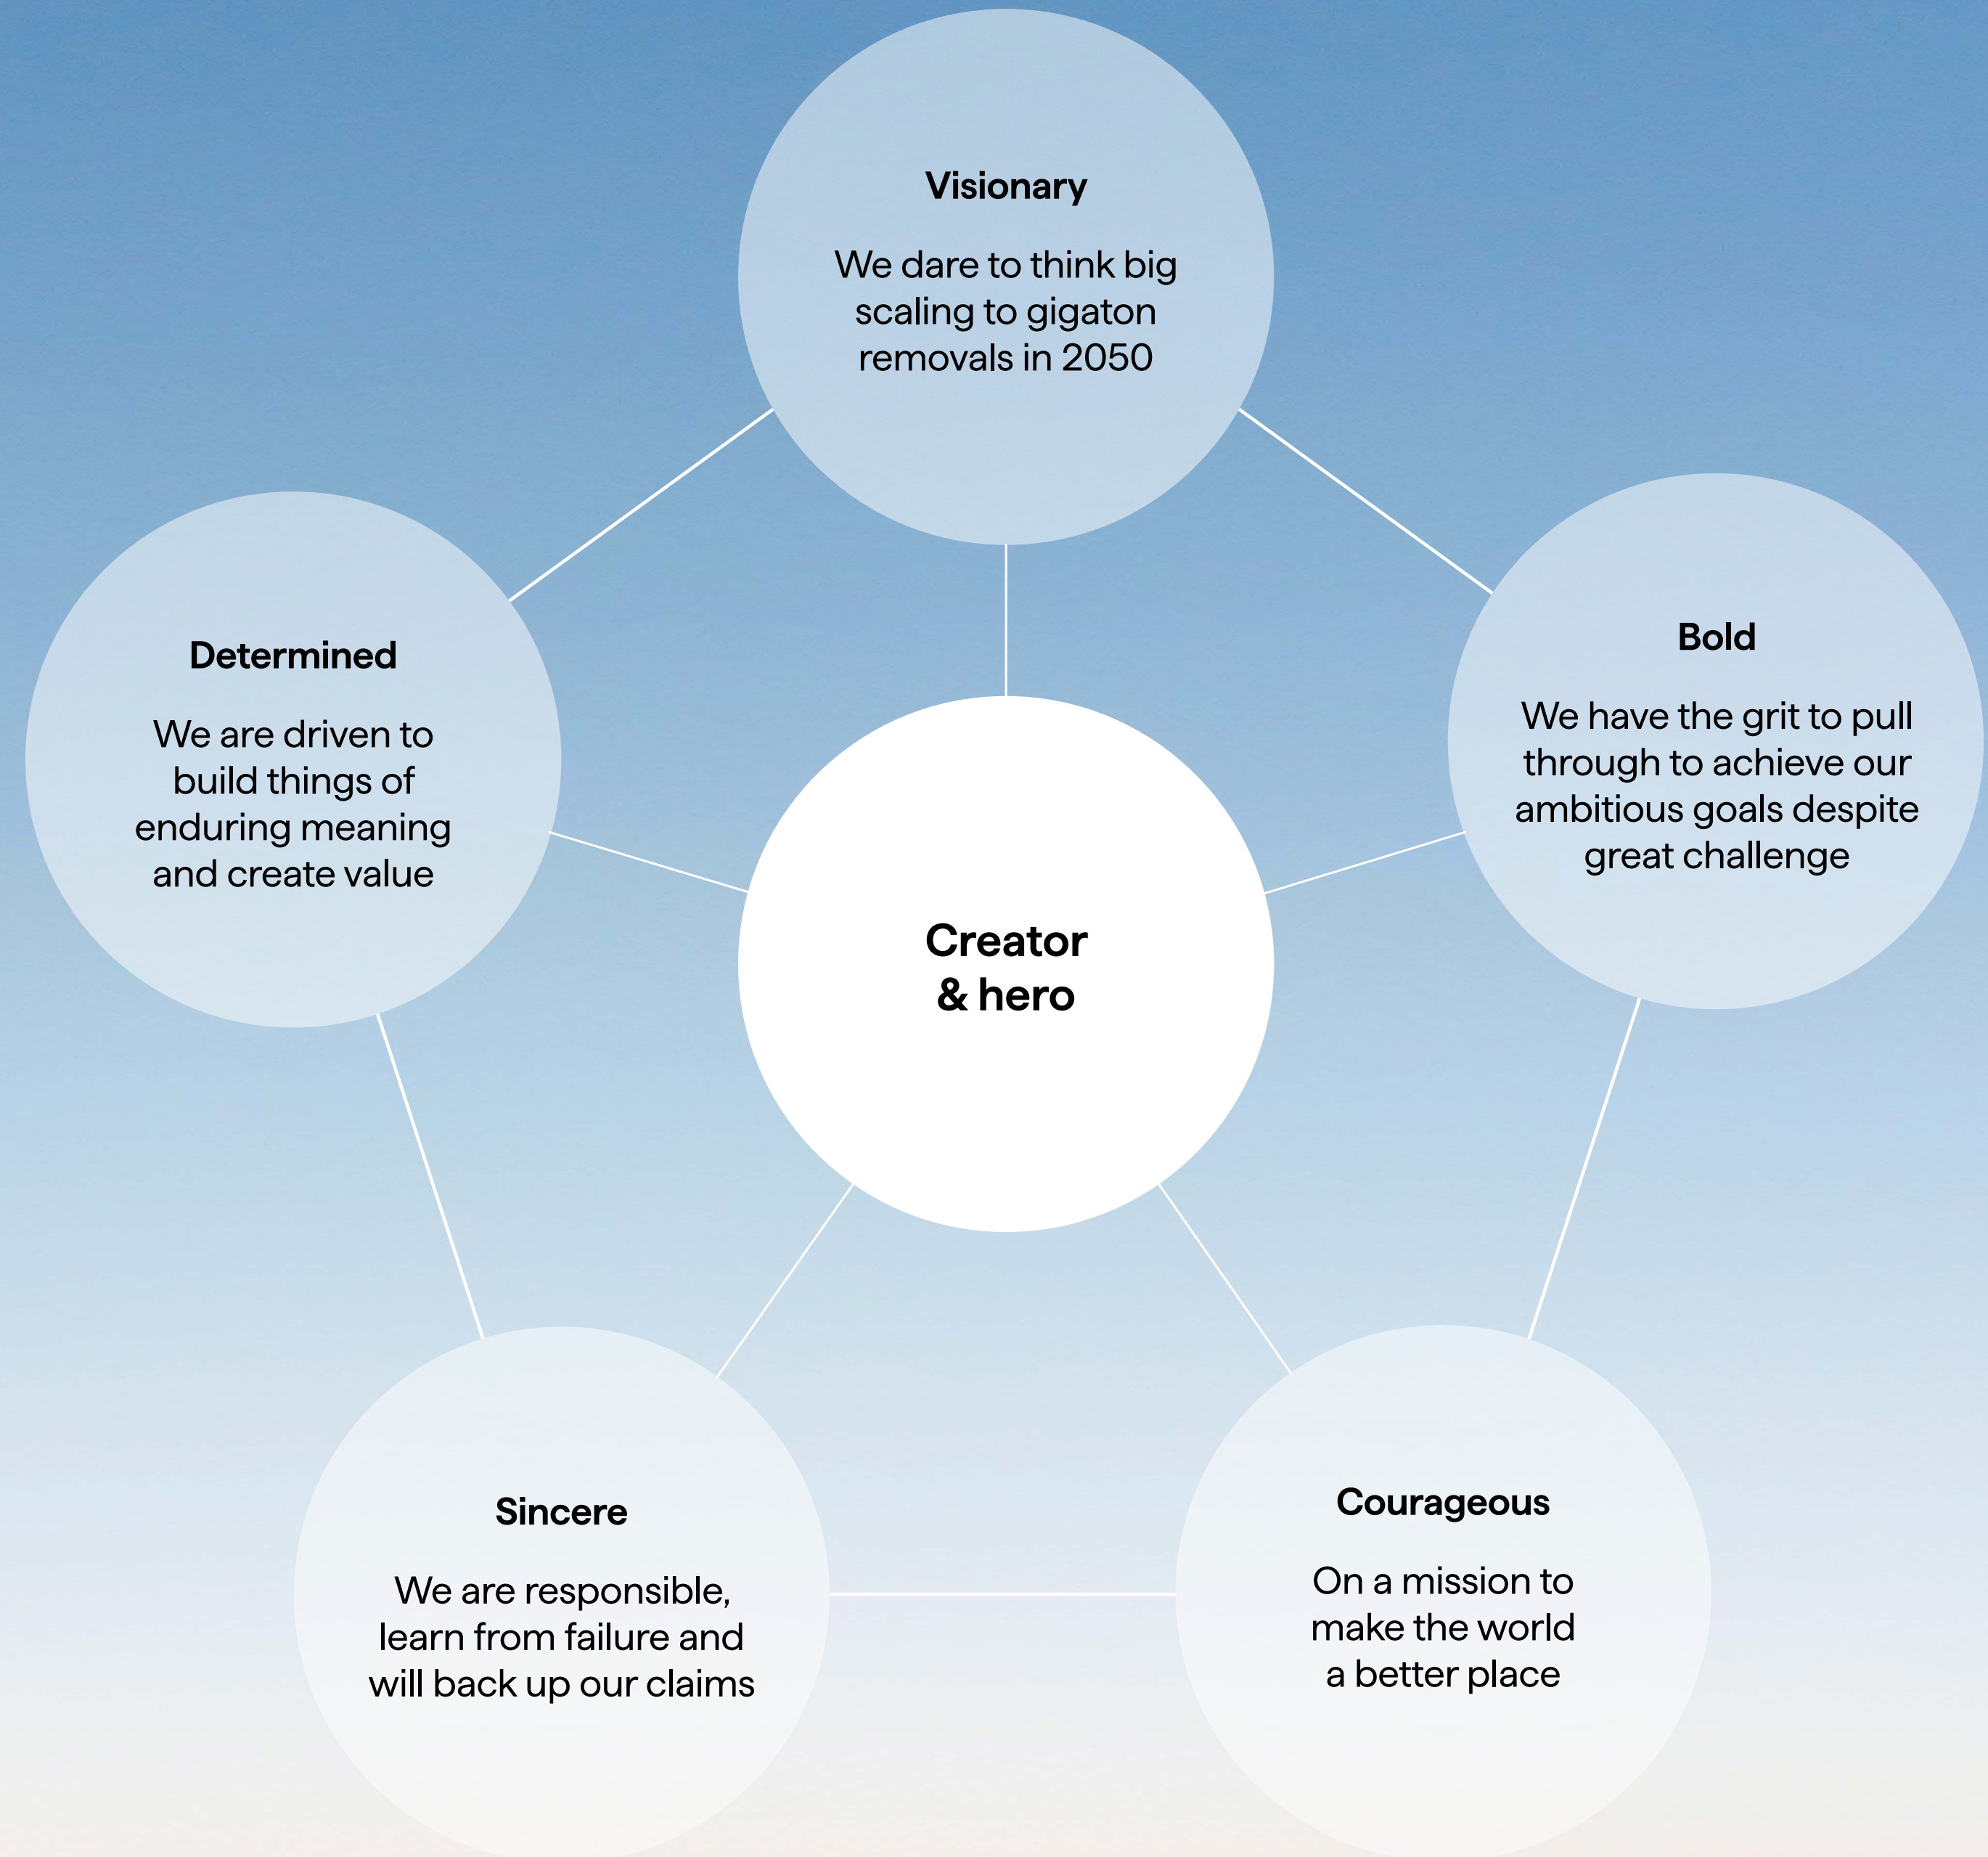 Visionary
We dare to think big
scaling to gigaton
removals in 2050
Determined
We are driven to
build things of
enduring meaning
and create value
Bold
We have the grit to pull
through to achieve our
ambitious goals despite
great challenge
Creator
& hero
Sincere
We are responsible,
learn from failure and
will back up our claims
Courageous
On a mission to
make the world
a better place